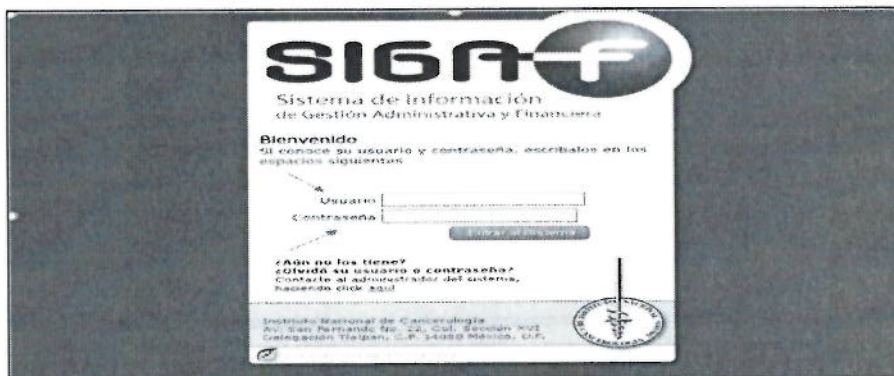 SIGA-F
Sistema de Información
de Gestión Administrativa y Financiera
Bienvenido
Si conoce su usuario y contraseña, escríbalos en los
espacios siguientes
Usuario
Contraseña
Entrar al Sistema
¿Aún no los tiene?
¿Olvidó su usuario o contraseña?
Contacte al administrador del sistema,
haciendo click aquí
Instituto Nacional de Cancerología
Av. San Fernando No. 22, Col. Sección XVI
Delegación Tlalpan, C.P. 14080 México, D.F.